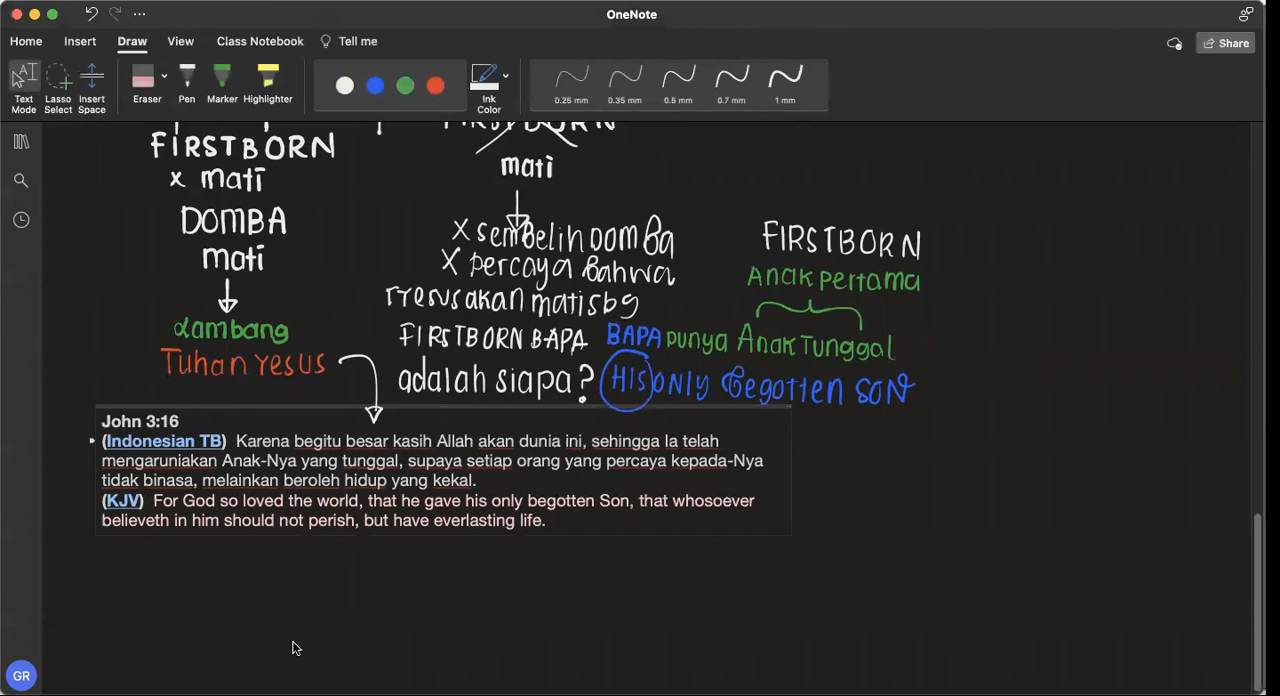 OneNote
Home Insert Draw View Class Notebook Tell me
Share
Text Mode
Lasso Select
Insert Space
Eraser
Pen
Marker
Highlighter
Ink Color
0.25 mm
0.35 mm
0.5 mm
0.7 mm
1 mm
FIRSTBORN
x mati
DOMBA
mati
Lambang
Tuhan Yesus
FIRSTBORN
mati
X sembelih DOMBA
X percaya Bahwa
Yesus akan mati sbg
FIRSTBORN BAPA
adalah siapa?
FIRSTBORN
Anak Pertama
BAPA punya Anak Tunggal
HIS ONLY Begotten SON
John 3:16
(Indonesian TB) Karena begitu besar kasih Allah akan dunia ini, sehingga Ia telah
mengaruniakan Anak-Nya yang tunggal, supaya setiap orang yang percaya kepada-Nya
tidak binasa, melainkan beroleh hidup yang kekal.
(KJV) For God so loved the world, that he gave his only begotten Son, that whosoever
believeth in him should not perish, but have everlasting life.
GR